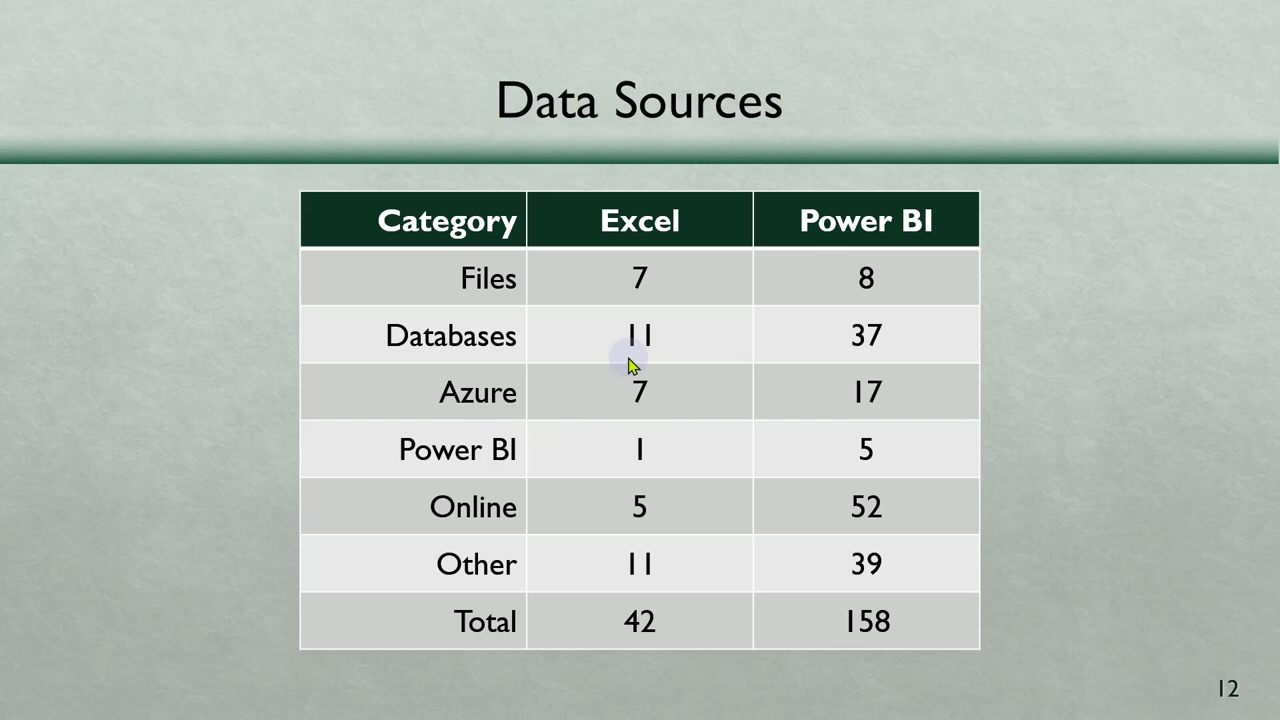 Data Sources
Category Excel Power BI
Files 7 8
Databases 11 37
Azure 7 17
Power BI 1 5
Online 5 52
Other 11 39
Total 42 158
12